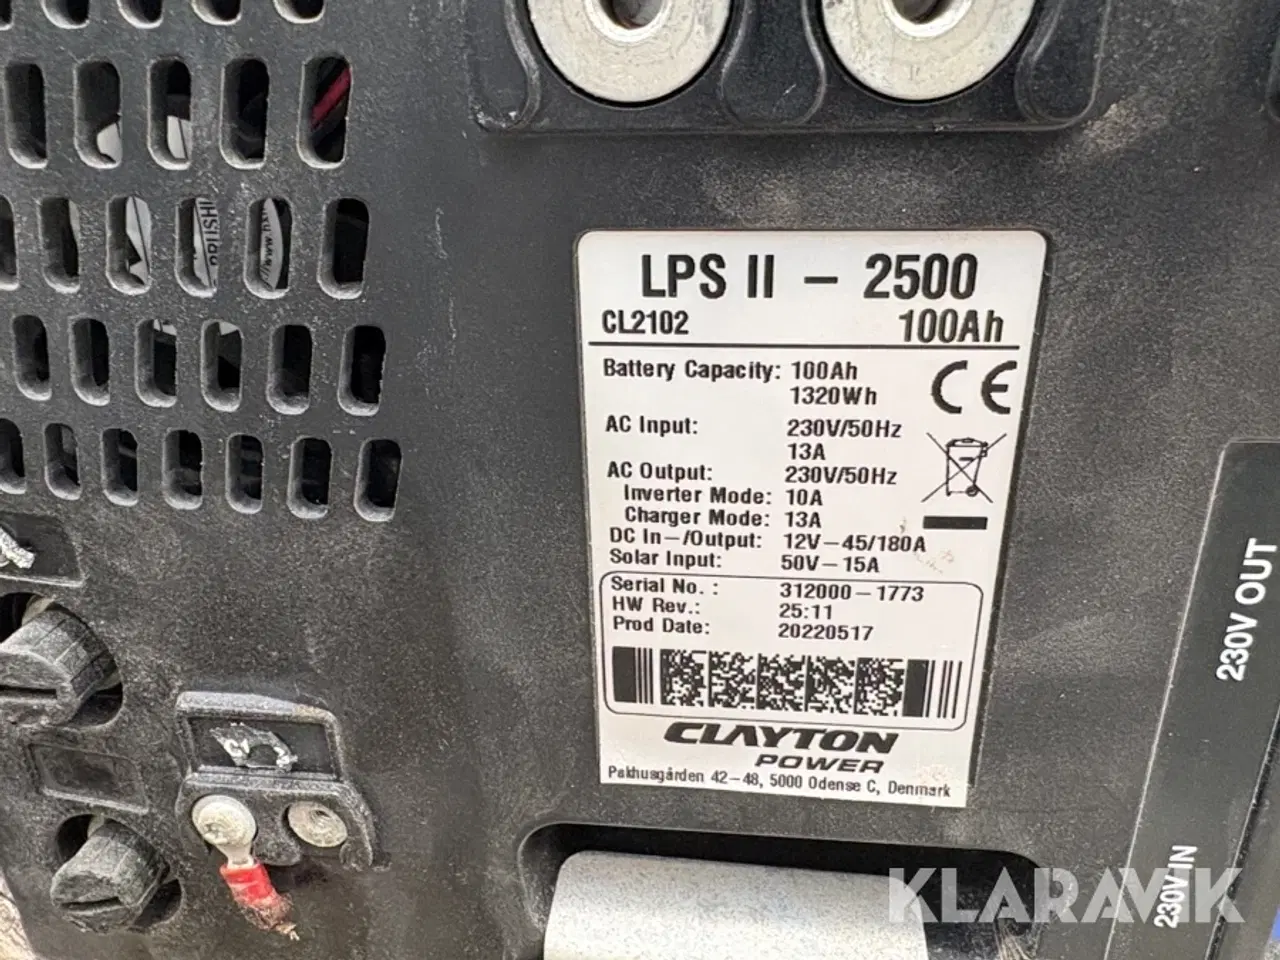 LPS II - 2500
CL2102 100Ah
Battery Capacity: 100Ah
1320Wh
AC Input: 230V/50Hz
13A
AC Output: 230V/50Hz
Inverter Mode: 10A
Charger Mode: 13A
DC In-/Output: 12V-45/180A
Solar Input: 50V-15A
Serial No.: 312000-1773
HW Rev.: 25:11
Prod Date: 20220517
CLAYTON
POWER
Pakhusgården 42-48, 5000 Odense C, Denmark
CE
230V OUT
230V IN
KLARAVIK